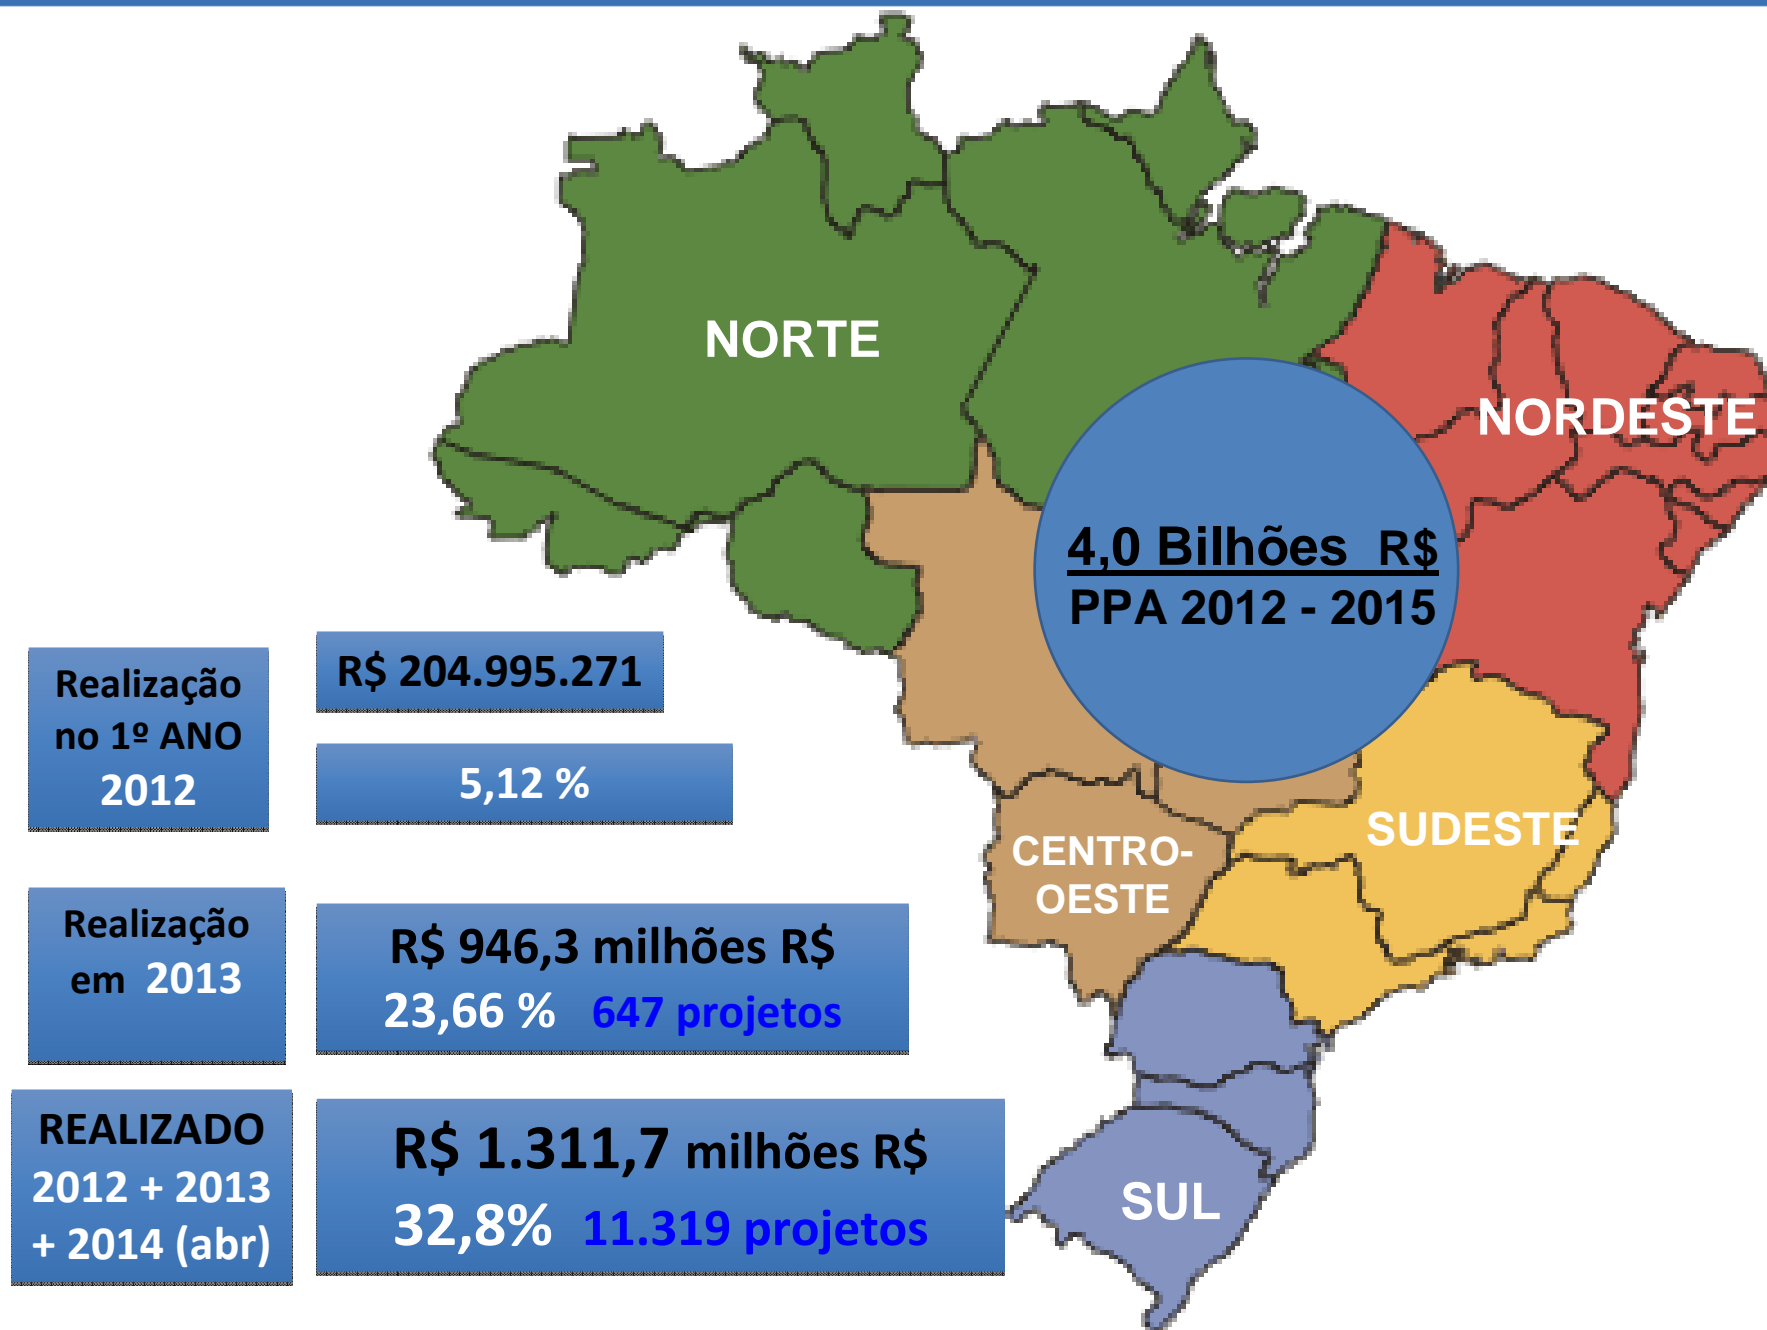 NORTE
NORDESTE
4,0 Bilhões R$
PPA 2012 - 2015
Realização
no 1º ANO
2012
R$ 204.995.271
5,12 %
CENTRO-
OESTE
SUDESTE
Realização
em 2013
R$ 946,3 milhões R$
23,66 % 647 projetos
REALIZADO
2012 + 2013
+ 2014 (abr)
R$ 1.311,7 milhões R$
32,8% 11.319 projetos
SUL